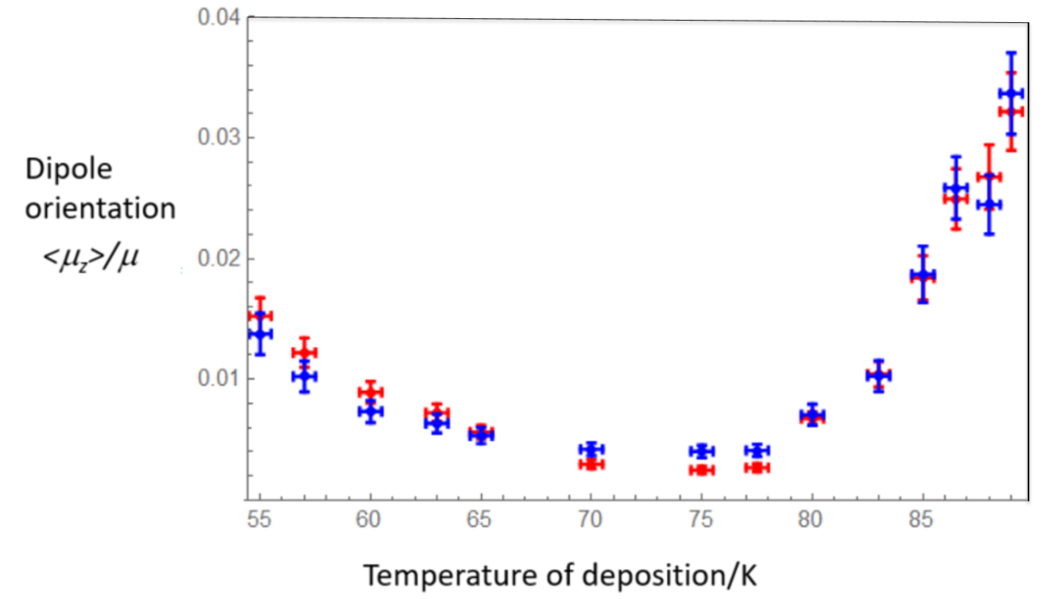 0.04
0.03
Dipole
orientation
<μz>/μ
0.02
0.01
55 60 65 70 75 80 85
Temperature of deposition/K